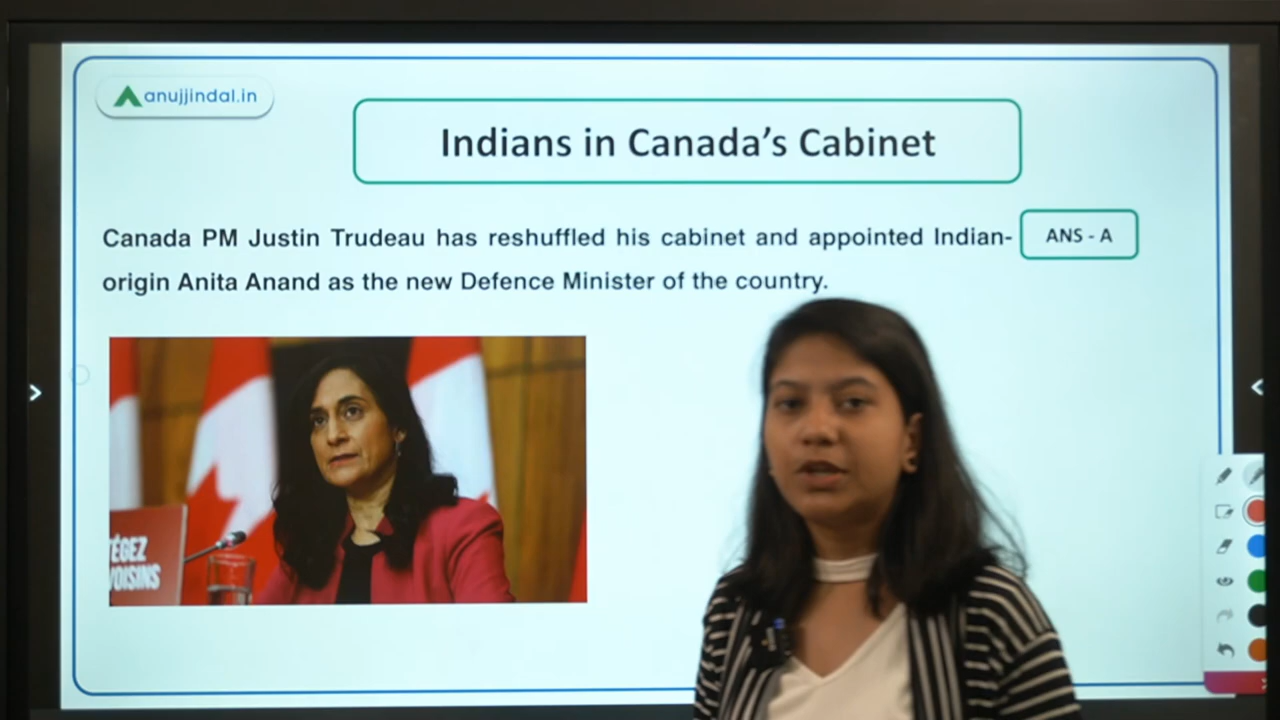 anujjindal.in
Indians in Canada's Cabinet
Canada PM Justin Trudeau has reshuffled his cabinet and appointed Indian-
origin Anita Anand as the new Defence Minister of the country.
ANS - A
TÉGEZ
VOISINS